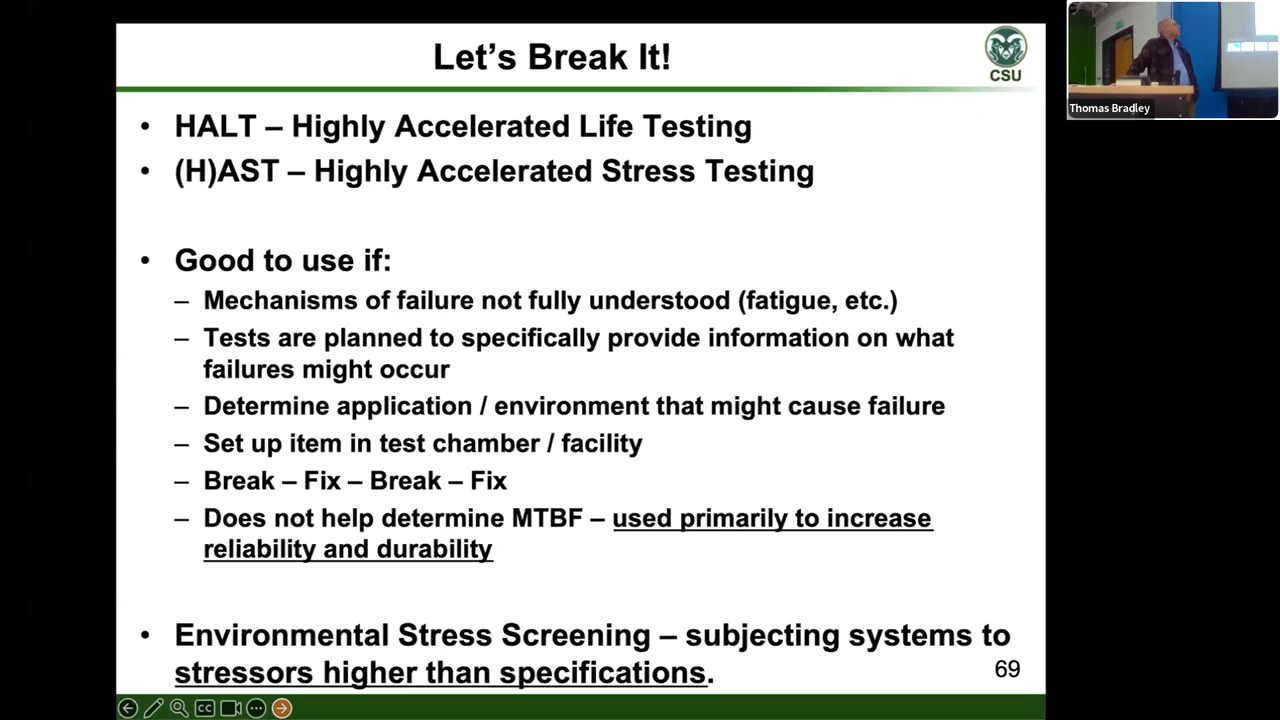 Let's Break It!
CSU
• HALT – Highly Accelerated Life Testing
• (H)AST – Highly Accelerated Stress Testing
• Good to use if:
– Mechanisms of failure not fully understood (fatigue, etc.)
– Tests are planned to specifically provide information on what
failures might occur
– Determine application / environment that might cause failure
– Set up item in test chamber / facility
– Break – Fix – Break – Fix
– Does not help determine MTBF – used primarily to increase
reliability and durability
• Environmental Stress Screening – subjecting systems to
stressors higher than specifications.
69
CC
Thomas Bradley